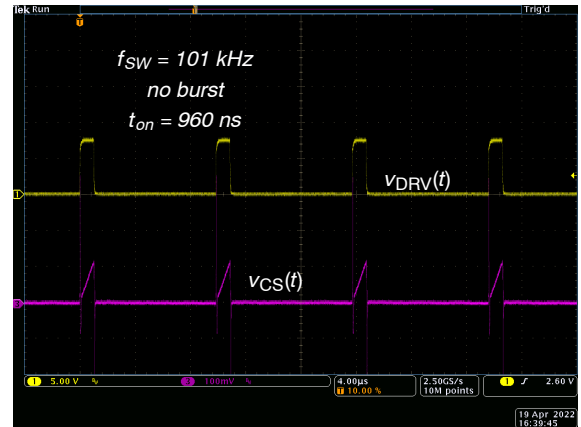 Tek Run
Trig'd
T
f_SW = 101 kHz
no burst
t_on = 960 ns
1
v_DRV(t)
v_CS(t)
3
1 5.00 V
3 100mV
4.00μs
T 10.00 %
2.50GS/s
10M points
1
2.60 V
19 Apr 2022
16:39:45